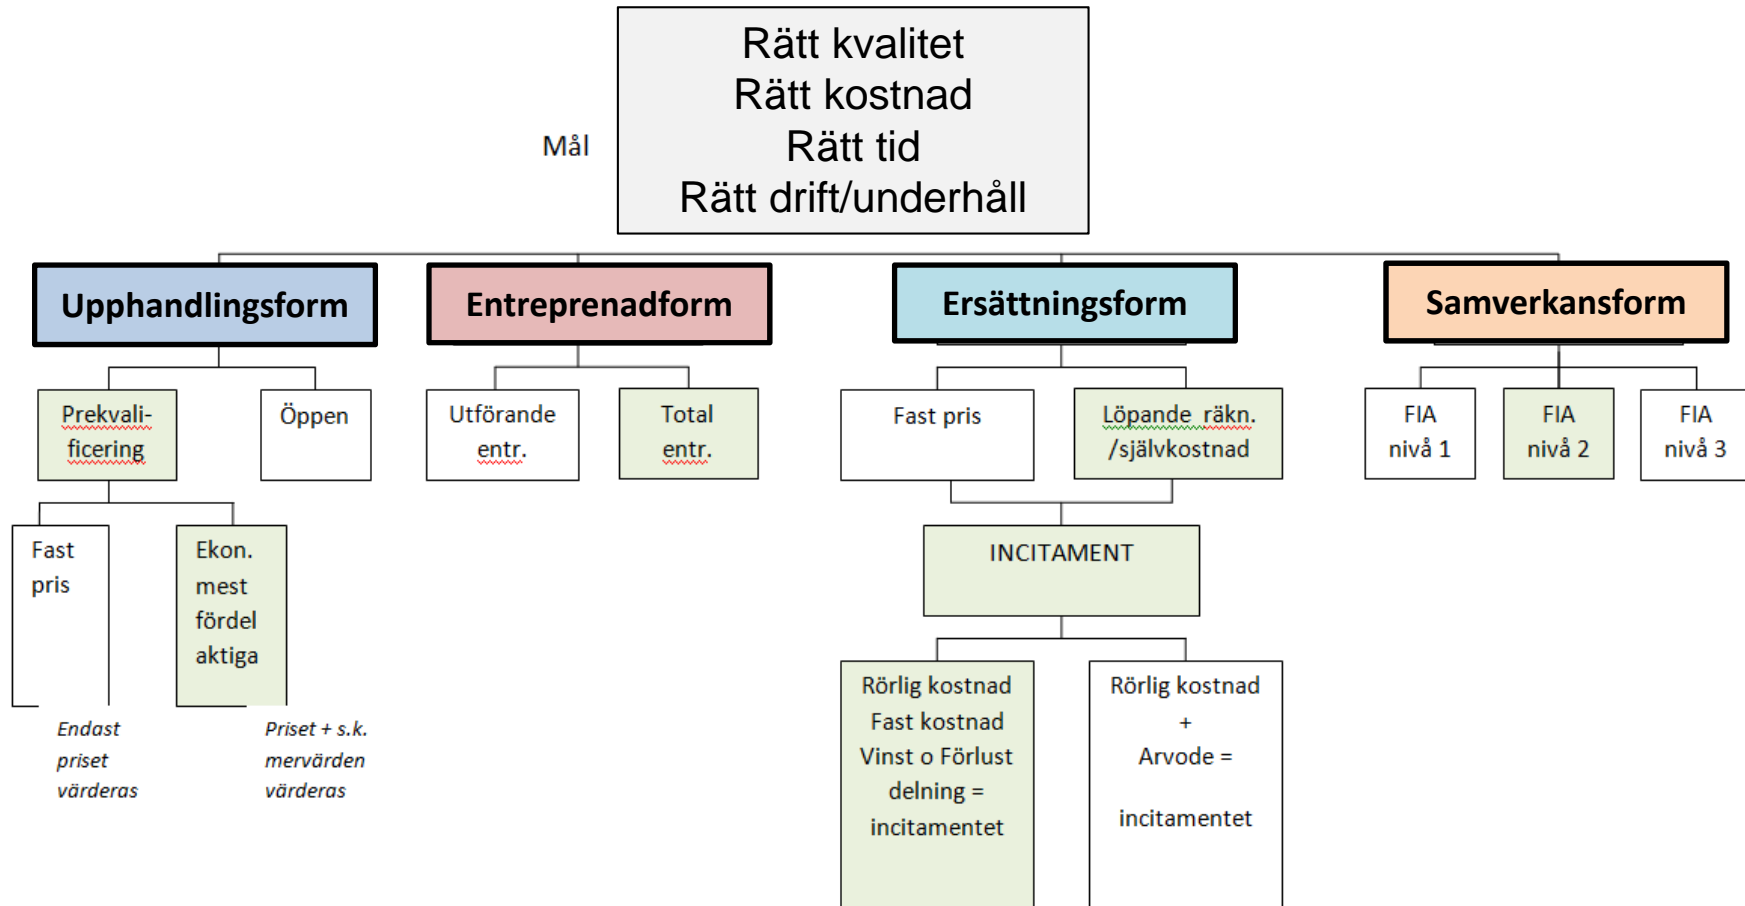 Rätt kvalitet
Rätt kostnad
Mål
Rätt tid
Rätt drift/underhåll
Upphandlingsform
Entreprenadform
Ersättningsform
Samverkansform
Prekvali-
ficering
Öppen
Utförande
entr.
Total
entr.
Fast pris
Löpande räkn.
/självkostnad
FIA
nivå 1
FIA
nivå 2
FIA
nivå 3
Fast
pris
Ekon.
mest
fördel
aktiga
INCITAMENT
Endast
priset
värderas
Priset + s.k.
mervärden
värderas
Rörlig kostnad
Fast kostnad
Vinst o Förlust
delning =
incitamentet
Rörlig kostnad
+
Arvode =
incitamentet